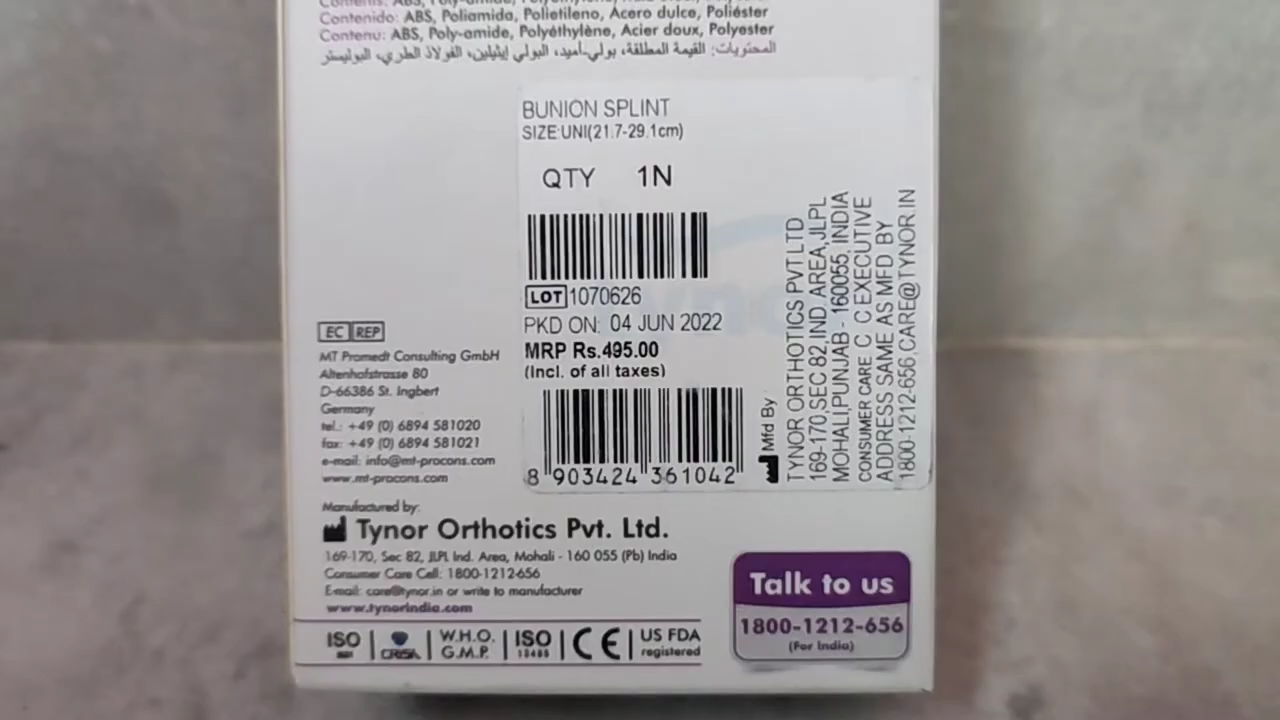 Contenido: ABS, Poliamida, Polietileno, Acero dulce, Poliéster
Contenu: ABS, Poly-amide, Polyéthylène, Acier doux, Polyester
المحتويات: القيمة المطلقة، بولي-أميد، البولي إيثيلين، الفولاذ الطري، البوليستر
BUNION SPLINT
SIZE:UNI(21.7-29.1cm)
QTY 1N
LOT 1070626
PKD ON: 04 JUN 2022
MRP Rs.495.00
(Incl. of all taxes)
8 903424 361042
Mfd By
TYNOR ORTHOTICS PVT LTD
169-170,SEC 82,IND. AREA,JLPL
MOHALI,PUNJAB - 160055, INDIA
CONSUMER CARE C C EXECUTIVE
ADDRESS SAME AS MFD BY
1800-1212-656,CARE@TYNOR.IN
EC REP
MT Promedt Consulting GmbH
Altenhofstrasse 80
D-66386 St. Ingbert
Germany
tel.: +49 (0) 6894 581020
fax: +49 (0) 6894 581021
e-mail: info@mt-procons.com
www.mt-procons.com
Manufactured by:
Tynor Orthotics Pvt. Ltd.
169-170, Sec 82, JLPL Ind. Area, Mohali - 160 055 (Pb) India
Consumer Care Cell: 1800-1212-656
E-mail: care@tynor.in or write to manufacturer
www.tynorindia.com
ISO 9001 | CRISIL | W.H.O. G.M.P. | ISO 13485 | CE | US FDA registered
Talk to us
1800-1212-656
(For India)